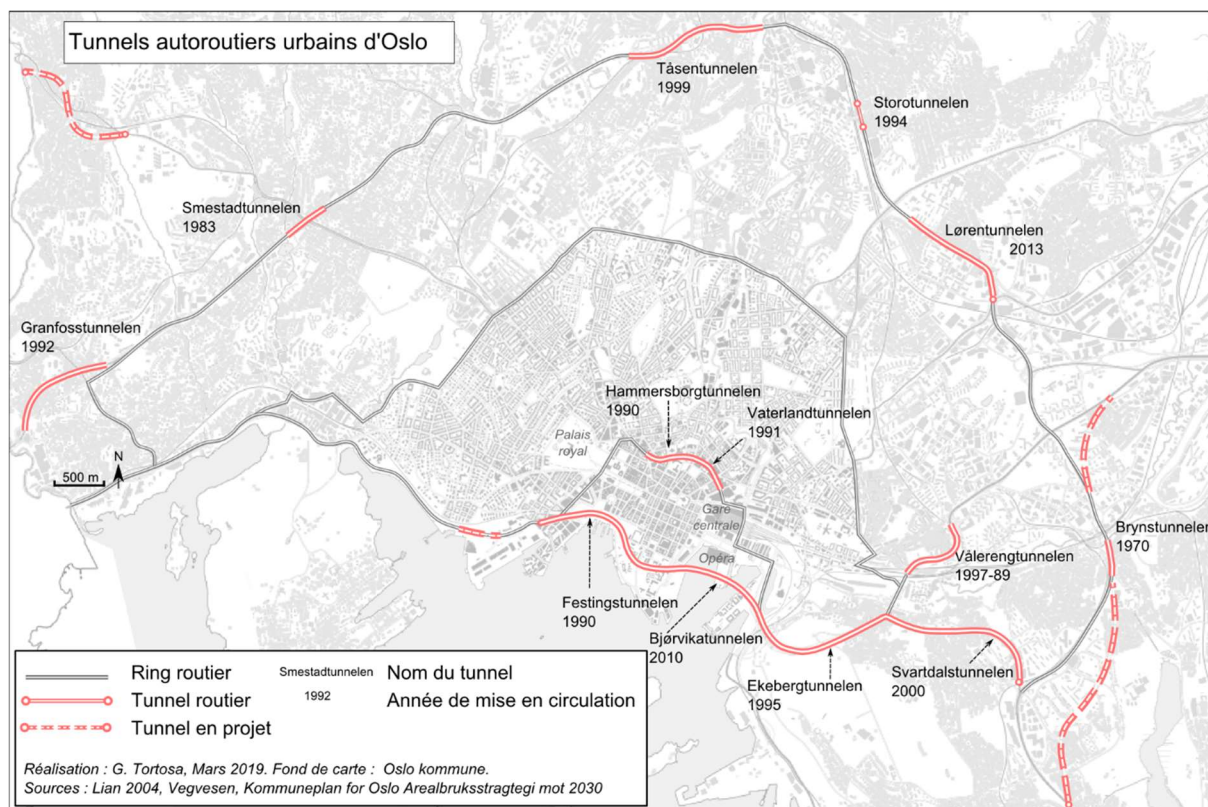 Tunnels autoroutiers urbains d'Oslo
Tåsentunnelen
1999
Storotunnelen
1994
Smestadtunnelen
1983
Lørentunnelen
2013
Granfosstunnelen
1992
Hammersborgtunnelen
1990
Vaterlandtunnelen
1991
Palais
royal
N
500 m
Gare
centrale
Opéra
Brynstunnelen
1970
Vålerengtunnelen
1997-89
Festingstunnelen
1990
Bjørvikatunnelen
2010
Ekebergtunnelen
1995
Svartdalstunnelen
2000
Ring routier
Smestadtunnelen
Nom du tunnel
Tunnel routier
1992
Année de mise en circulation
Tunnel en projet
Réalisation : G. Tortosa, Mars 2019. Fond de carte : Oslo kommune.
Sources : Lian 2004, Vegvesen, Kommuneplan for Oslo Arealbruksstragtegi mot 2030